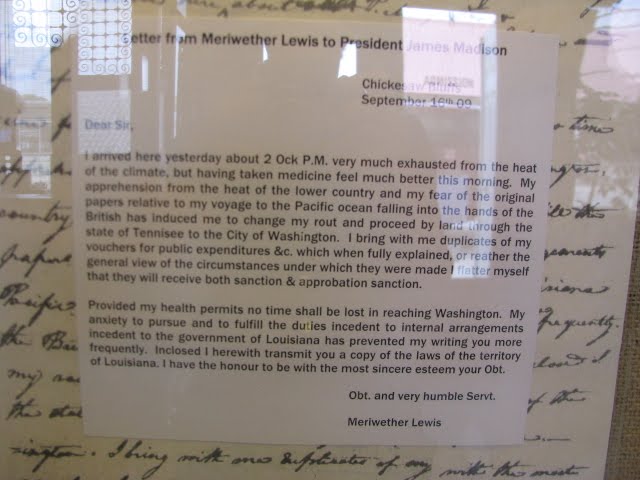 etter from Meriwether Lewis to President James Madison
ADMISSION
Chickesaw Bluffs
September 16th 09
Dear Sir,
I arrived here yesterday about 2 Ock P.M. very much exhausted from the heat
of the climate, but having taken medicine feel much better this morning. My
apprehension from the heat of the lower country and my fear of the original
papers relative to my voyage to the Pacific ocean falling into the hands of the
British has induced me to change my rout and proceed by land through the
state of Tennisee to the City of Washington. I bring with me duplicates of my
vouchers for public expenditures &c. which when fully explained, or reather the
general view of the circumstances under which they were made I flatter myself
that they will receive both sanction & approbation sanction.
Provided my health permits no time shall be lost in reaching Washington. My
anxiety to pursue and to fulfill the duties incedent to internal arrangements
incedent to the government of Louisiana has prevented my writing you more
frequently. Inclosed I herewith transmit you a copy of the laws of the territory
of Louisiana. I have the honour to be with the most sincere esteem your Obt.
Obt. and very humble Servt.
Meriwether Lewis
I bring with me duplicates of my